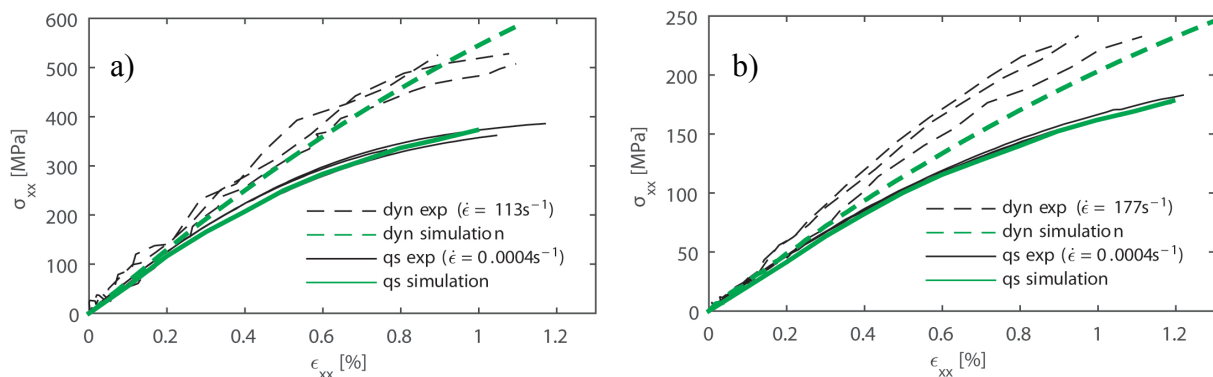 600
500
400
300
200
100
0
σxx [MPa]
a)
dyn exp (ε̇ = 113s⁻¹)
dyn simulation
qs exp (ε̇ = 0.0004s⁻¹)
qs simulation
0 0.2 0.4 0.6 0.8 1 1.2
ϵxx [%]
250
200
150
100
50
0
σxx [MPa]
b)
dyn exp (ε̇ = 177s⁻¹)
dyn simulation
qs exp (ε̇ = 0.0004s⁻¹)
qs simulation
0 0.2 0.4 0.6 0.8 1 1.2
ϵxx [%]